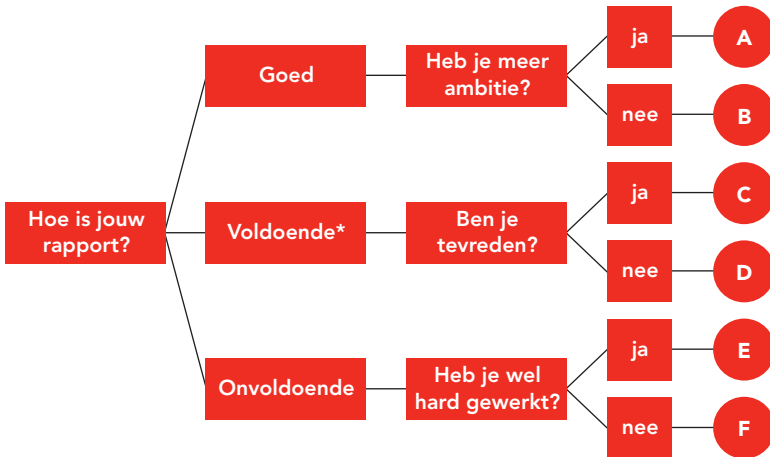 Hoe is jouw
rapport?
Goed
Heb je meer
ambitie?
ja
A
nee
B
Voldoende*
Ben je
tevreden?
ja
C
nee
D
Onvoldoende
Heb je wel
hard gewerkt?
ja
E
nee
F